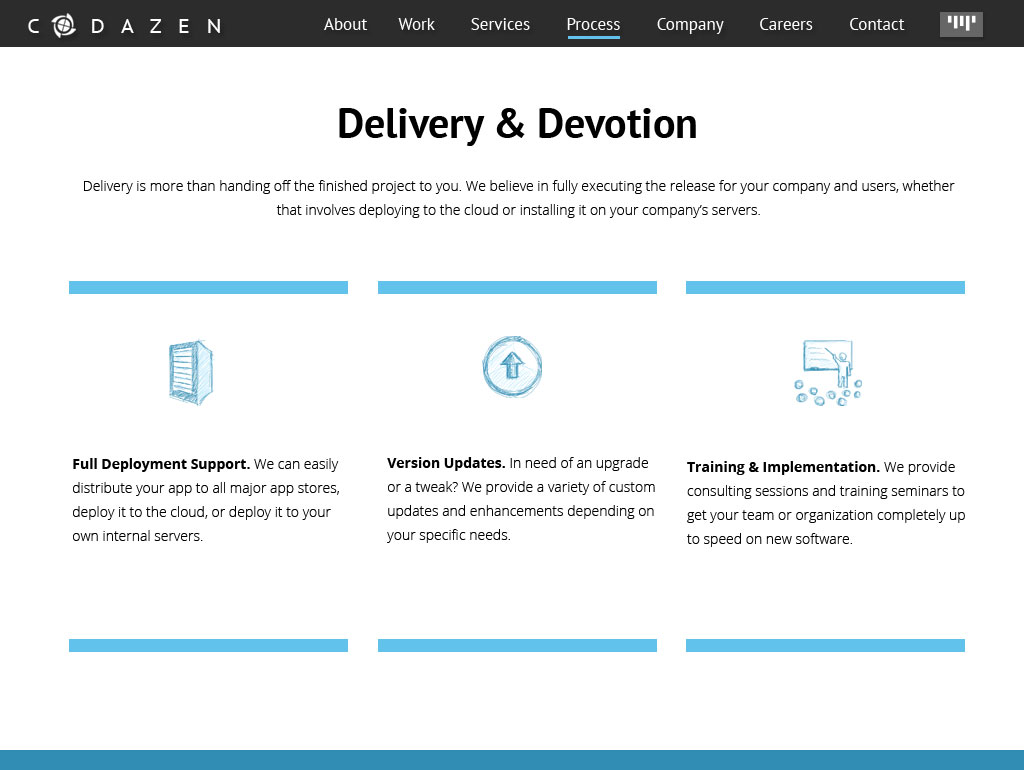 CODAZEN
About Work Services Process Company Careers Contact
Delivery & Devotion
Delivery is more than handing off the finished project to you. We believe in fully executing the release for your company and users, whether
that involves deploying to the cloud or installing it on your company's servers.
Full Deployment Support. We can easily
distribute your app to all major app stores,
deploy it to the cloud, or deploy it to your
own internal servers.
Version Updates. In need of an upgrade
or a tweak? We provide a variety of custom
updates and enhancements depending on
your specific needs.
Training & Implementation. We provide
consulting sessions and training seminars to
get your team or organization completely up
to speed on new software.